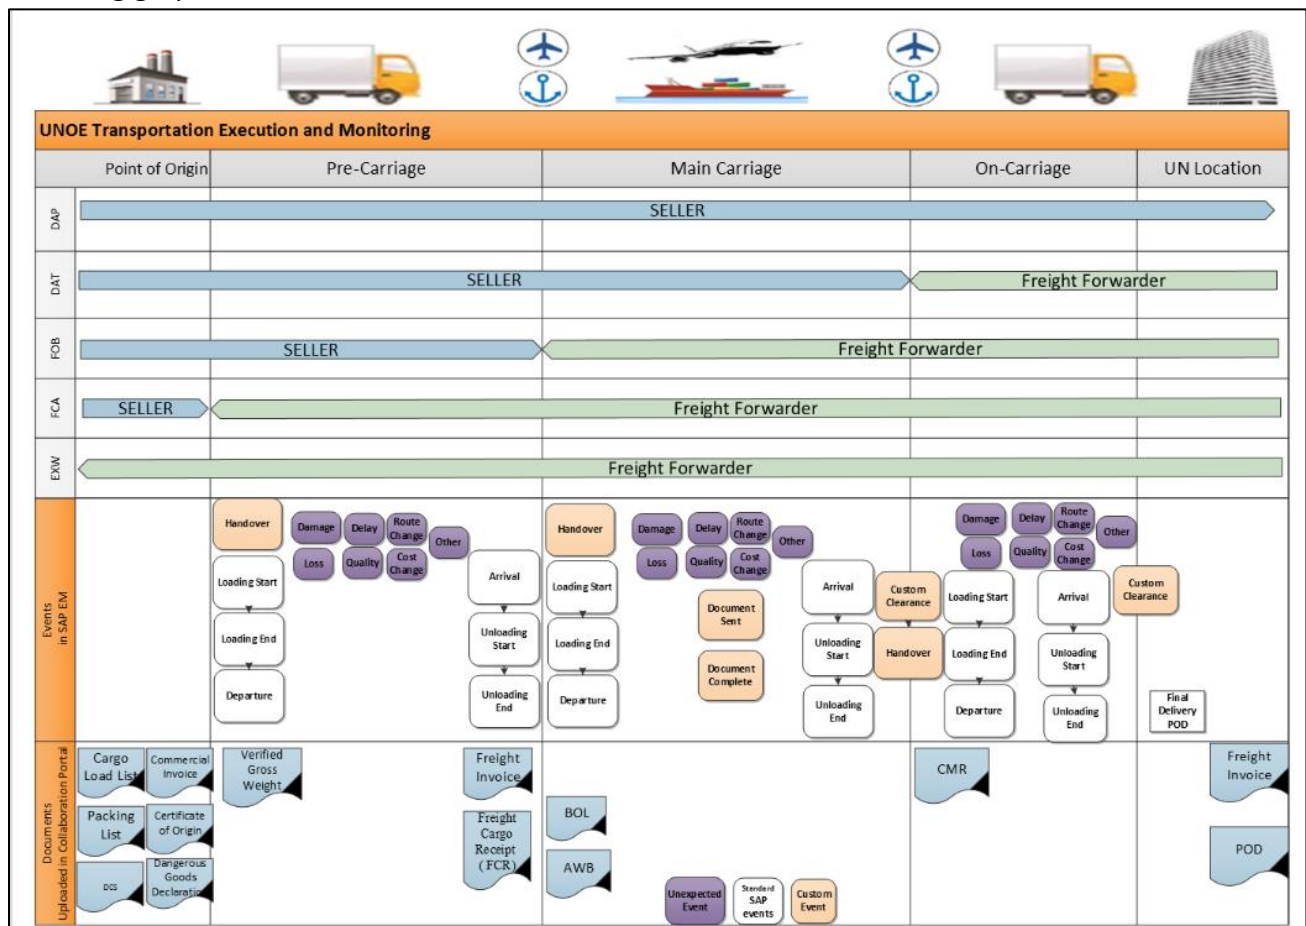 UNOE Transportation Execution and Monitoring
Point of Origin
Pre-Carriage
Main Carriage
On-Carriage
UN Location
DAP
SELLER
DAT
SELLER
Freight Forwarder
FOB
SELLER
Freight Forwarder
FCA
SELLER
Freight Forwarder
EXW
Freight Forwarder
Events
in SAP EM
Handover
Loading Start
Loading End
Departure
Damage
Delay
Route
Change
Other
Loss
Quality
Cost
Change
Arrival
Unloading
Start
Unloading
End
Handover
Loading Start
Loading End
Departure
Damage
Delay
Route
Change
Other
Loss
Quality
Cost
Change
Document
Sent
Document
Complete
Arrival
Unloading
Start
Unloading
End
Custom
Clearance
Handover
Damage
Delay
Route
Change
Other
Loss
Quality
Cost
Change
Loading Start
Loading End
Departure
Arrival
Unloading
Start
Unloading
End
Custom
Clearance
Final
Delivery
POD
Documents
Uploaded in Collaboration Portal
Cargo
Load List
Commercial
Invoice
Packing
List
Certificate
of Origin
DCS
Dangerous
Goods
Declaration
Verified
Gross
Weight
Freight
Invoice
Freight
Cargo
Receipt
(FCR)
BOL
AWB
Unexpected
Event
Standard
SAP
events
Custom
Event
CMR
Freight
Invoice
POD